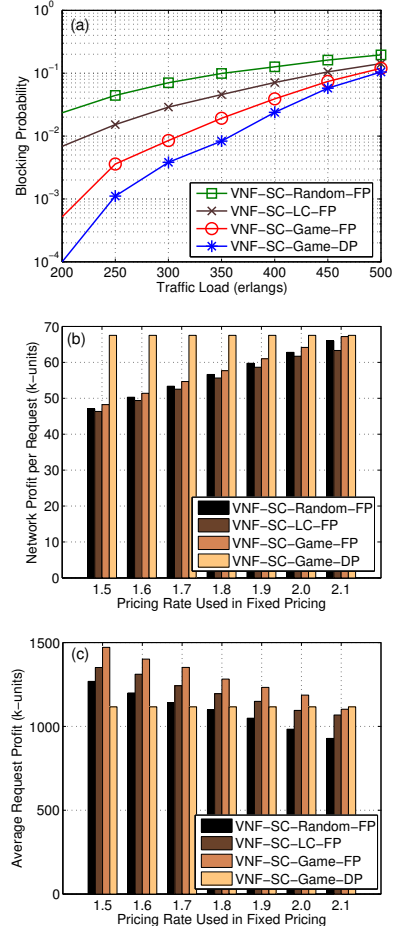 (a)
Blocking Probability
10^0
10^-1
10^-2
10^-3
10^-4
VNF-SC-Random-FP
VNF-SC-LC-FP
VNF-SC-Game-FP
VNF-SC-Game-DP
200 250 300 350 400 450 500
Traffic Load (erlangs)
(b)
Network Profit per Request (k-units)
70
60
50
40
30
20
10
0
VNF-SC-Random-FP
VNF-SC-LC-FP
VNF-SC-Game-FP
VNF-SC-Game-DP
1.5 1.6 1.7 1.8 1.9 2.0 2.1
Pricing Rate Used in Fixed Pricing
(c)
Average Request Profit (k-units)
1500
1000
500
0
VNF-SC-Random-FP
VNF-SC-LC-FP
VNF-SC-Game-FP
VNF-SC-Game-DP
1.5 1.6 1.7 1.8 1.9 2.0 2.1
Pricing Rate Used in Fixed Pricing